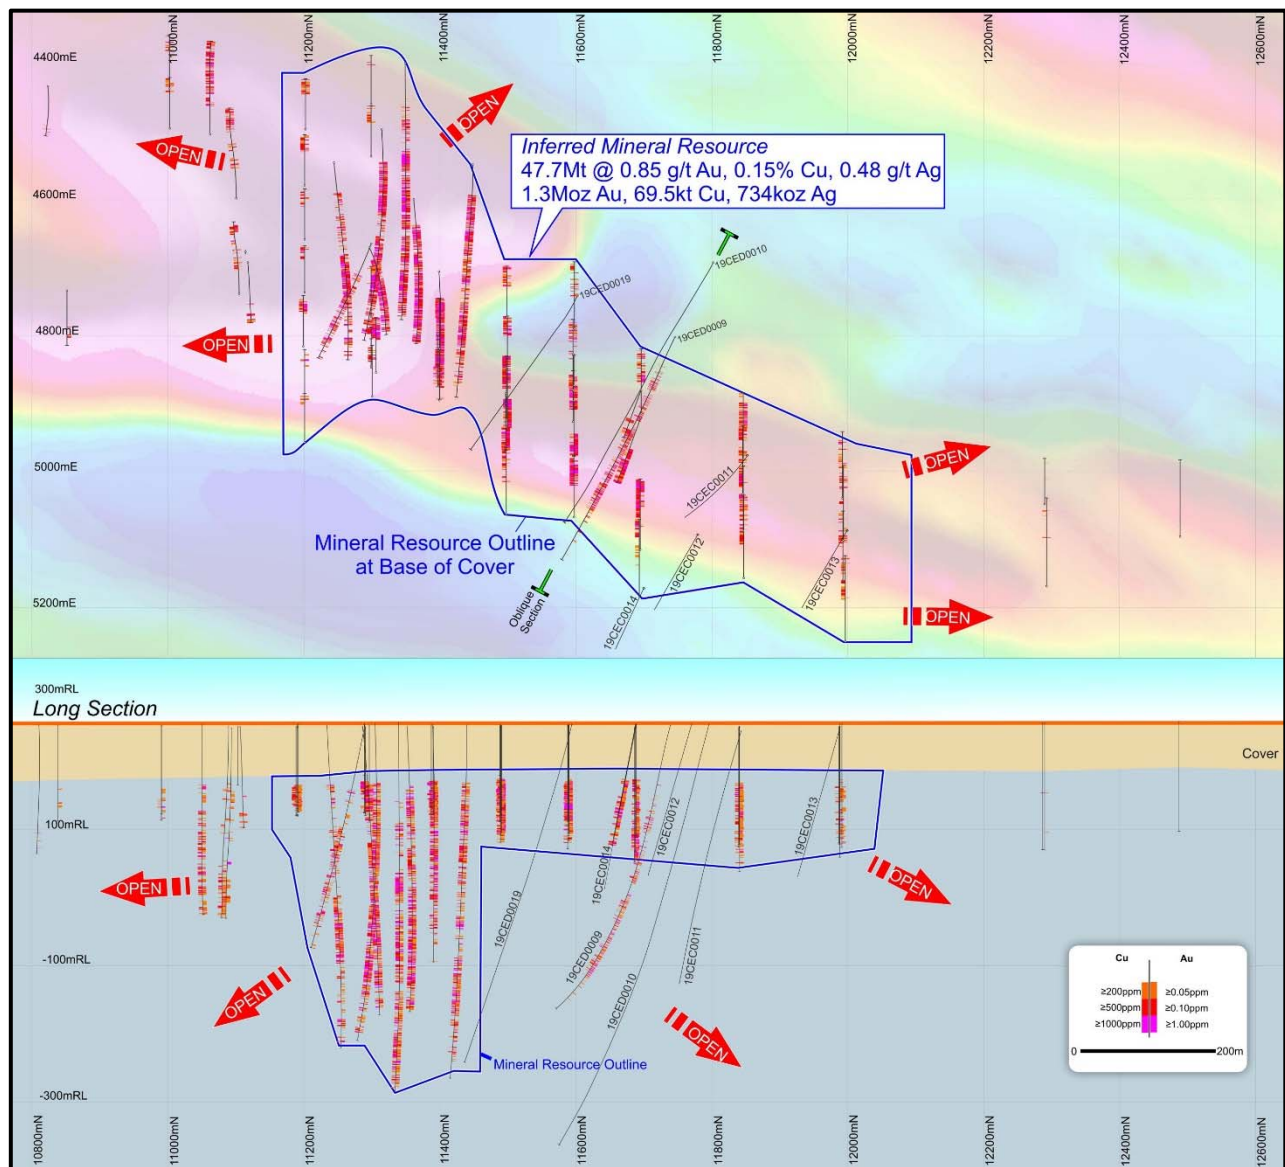 10800mN
11000mN
11200mN
11400mN
11600mN
11800mN
12000mN
12200mN
12400mN
12600mN
4400mE
OPEN
OPEN
Inferred Mineral Resource
47.7Mt @ 0.85 g/t Au, 0.15% Cu, 0.48 g/t Ag
1.3Moz Au, 69.5kt Cu, 734koz Ag
4600mE
19CED0010
19CED0019
4800mE
OPEN
19CED0009
5000mE
19CEC0011
OPEN
Mineral Resource Outline
at Base of Cover
19CEC0012
19CEC0013
Oblique
Section
19CEC0014
5200mE
OPEN
300mRL
Long Section
Cover
100mRL
19CEC0012
19CEC0013
19CEC0014
OPEN
OPEN
19CED0019
19CED0009
19CEC0011
-100mRL
19CED0010
OPEN
OPEN
Cu
Au
≥200ppm
≥0.05ppm
≥500ppm
≥0.10ppm
≥1000ppm
≥1.00ppm
0
200m
Mineral Resource Outline
-300mRL
10800mN
11000mN
11200mN
11400mN
11600mN
11800mN
12000mN
12200mN
12400mN
12600mN